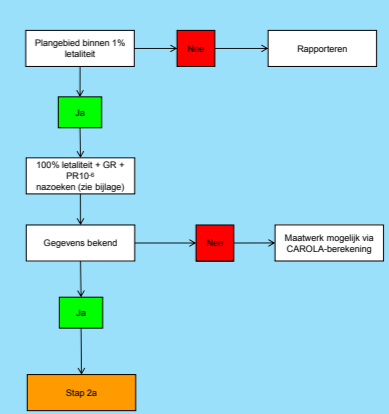 Plangebied binnen 1%
letaliteit
Nee
Rapporteren
Ja
100% letaliteit + GR +
PR10⁻⁶
nazoeken (zie bijlage)
Gegevens bekend
Nee
Maatwerk mogelijk via
CAROLA-berekening
Ja
Stap 2a